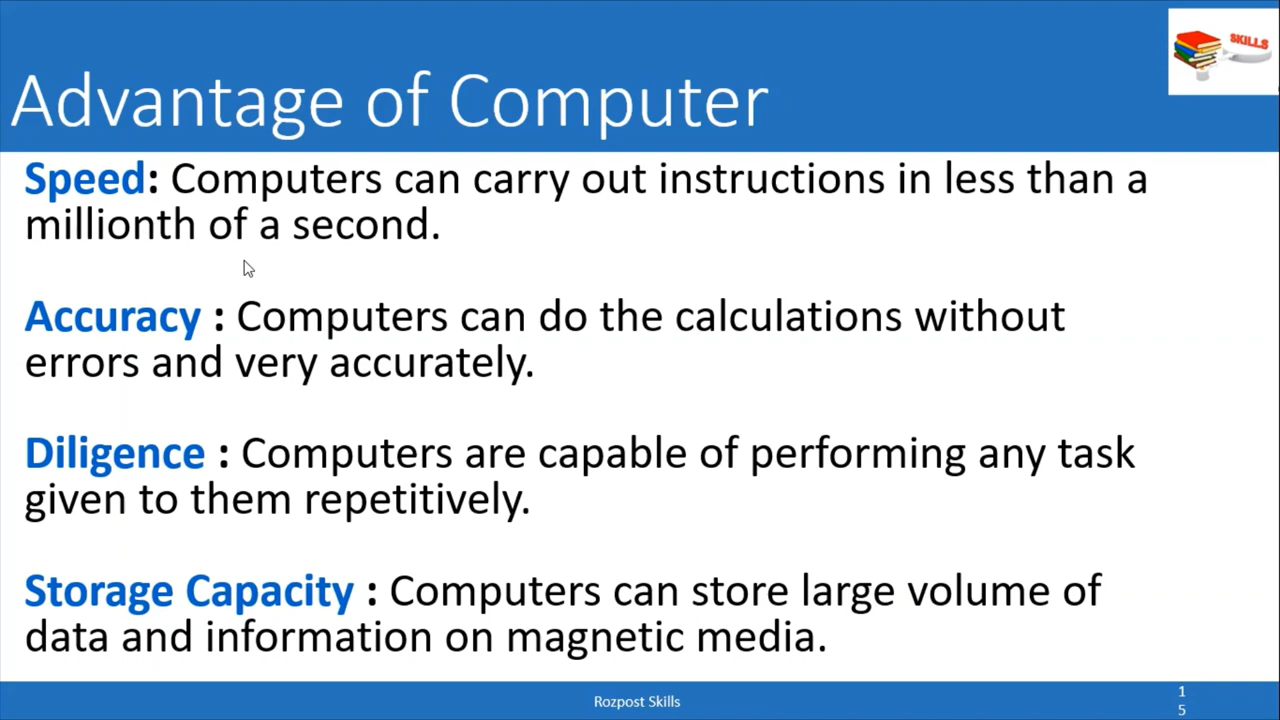 SKILLS
Advantage of Computer
Speed: Computers can carry out instructions in less than a
millionth of a second.
Accuracy : Computers can do the calculations without
errors and very accurately.
Diligence : Computers are capable of performing any task
given to them repetitively.
Storage Capacity : Computers can store large volume of
data and information on magnetic media.
Rozpost Skills
1
5